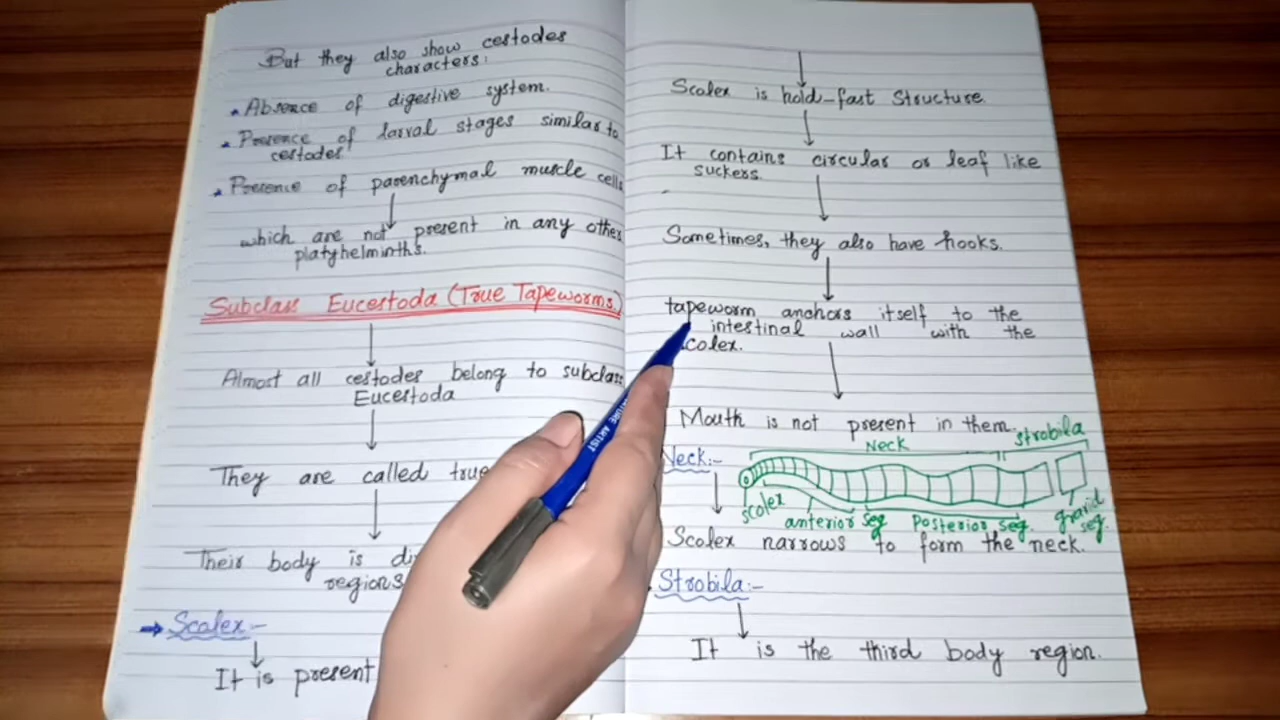 But they also show cestodes
characters:
* Absence of digestive system.
* Presence of larval stages similar to
cestodes
* Presence of parenchymal muscle cells
which are not present in any other
platyhelminths.
Subclass Eucestoda (True Tapeworms)
Almost all cestodes belong to subclass
Eucestoda
They are called true
Their body is di
regions
Scolex:-
It is present
Scolex is hold-fast Structure.
It contains circular or leaf like
suckers.
Sometimes, they also have hooks.
tapeworm anchors itself to the
intestinal wall with the
scolex.
Mouth is not present in them.
Neck
strobila
Neck:-
scolex
anterior seg
Posterior seg.
gravid
seg.
Scolex narrows to form the neck.
Strobila:-
It is the third body region.